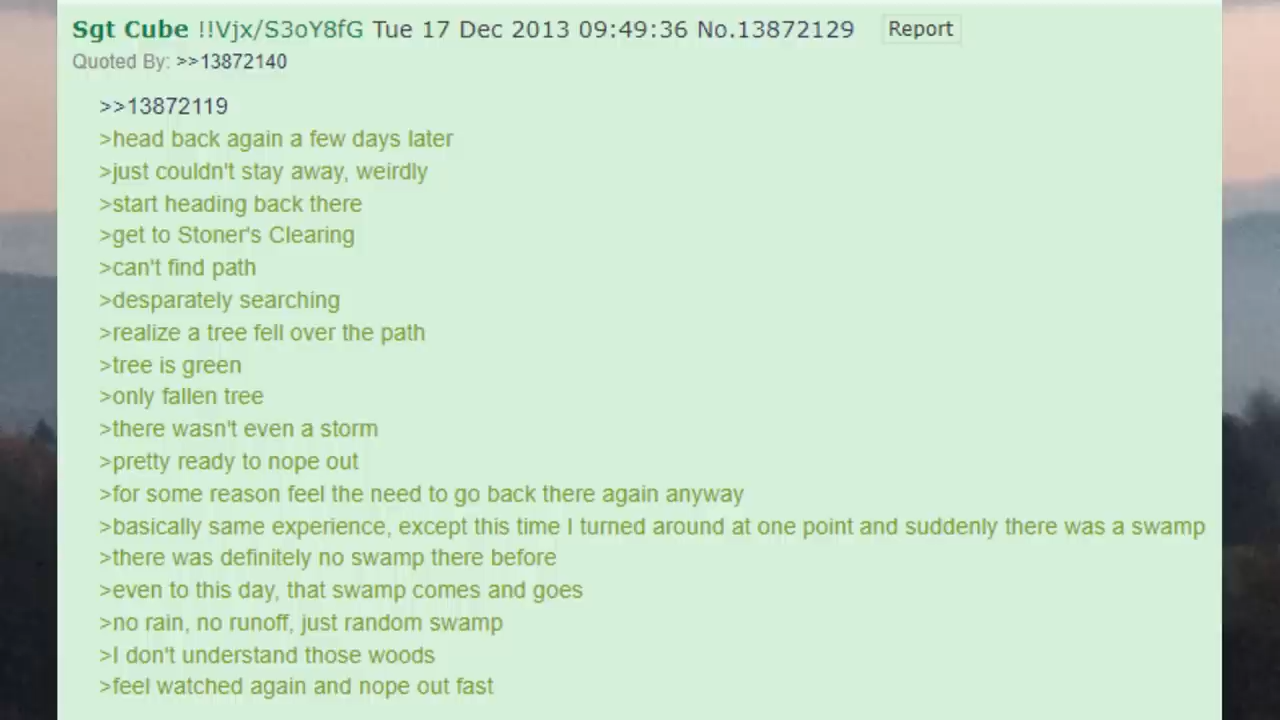 Sgt Cube !!Vjx/S3oY8fG Tue 17 Dec 2013 09:49:36 No.13872129 Report
Quoted By: >>13872140
>>13872119
>head back again a few days later
>just couldn't stay away, weirdly
>start heading back there
>get to Stoner's Clearing
>can't find path
>desparately searching
>realize a tree fell over the path
>tree is green
>only fallen tree
>there wasn't even a storm
>pretty ready to nope out
>for some reason feel the need to go back there again anyway
>basically same experience, except this time I turned around at one point and suddenly there was a swamp
>there was definitely no swamp there before
>even to this day, that swamp comes and goes
>no rain, no runoff, just random swamp
>I don't understand those woods
>feel watched again and nope out fast